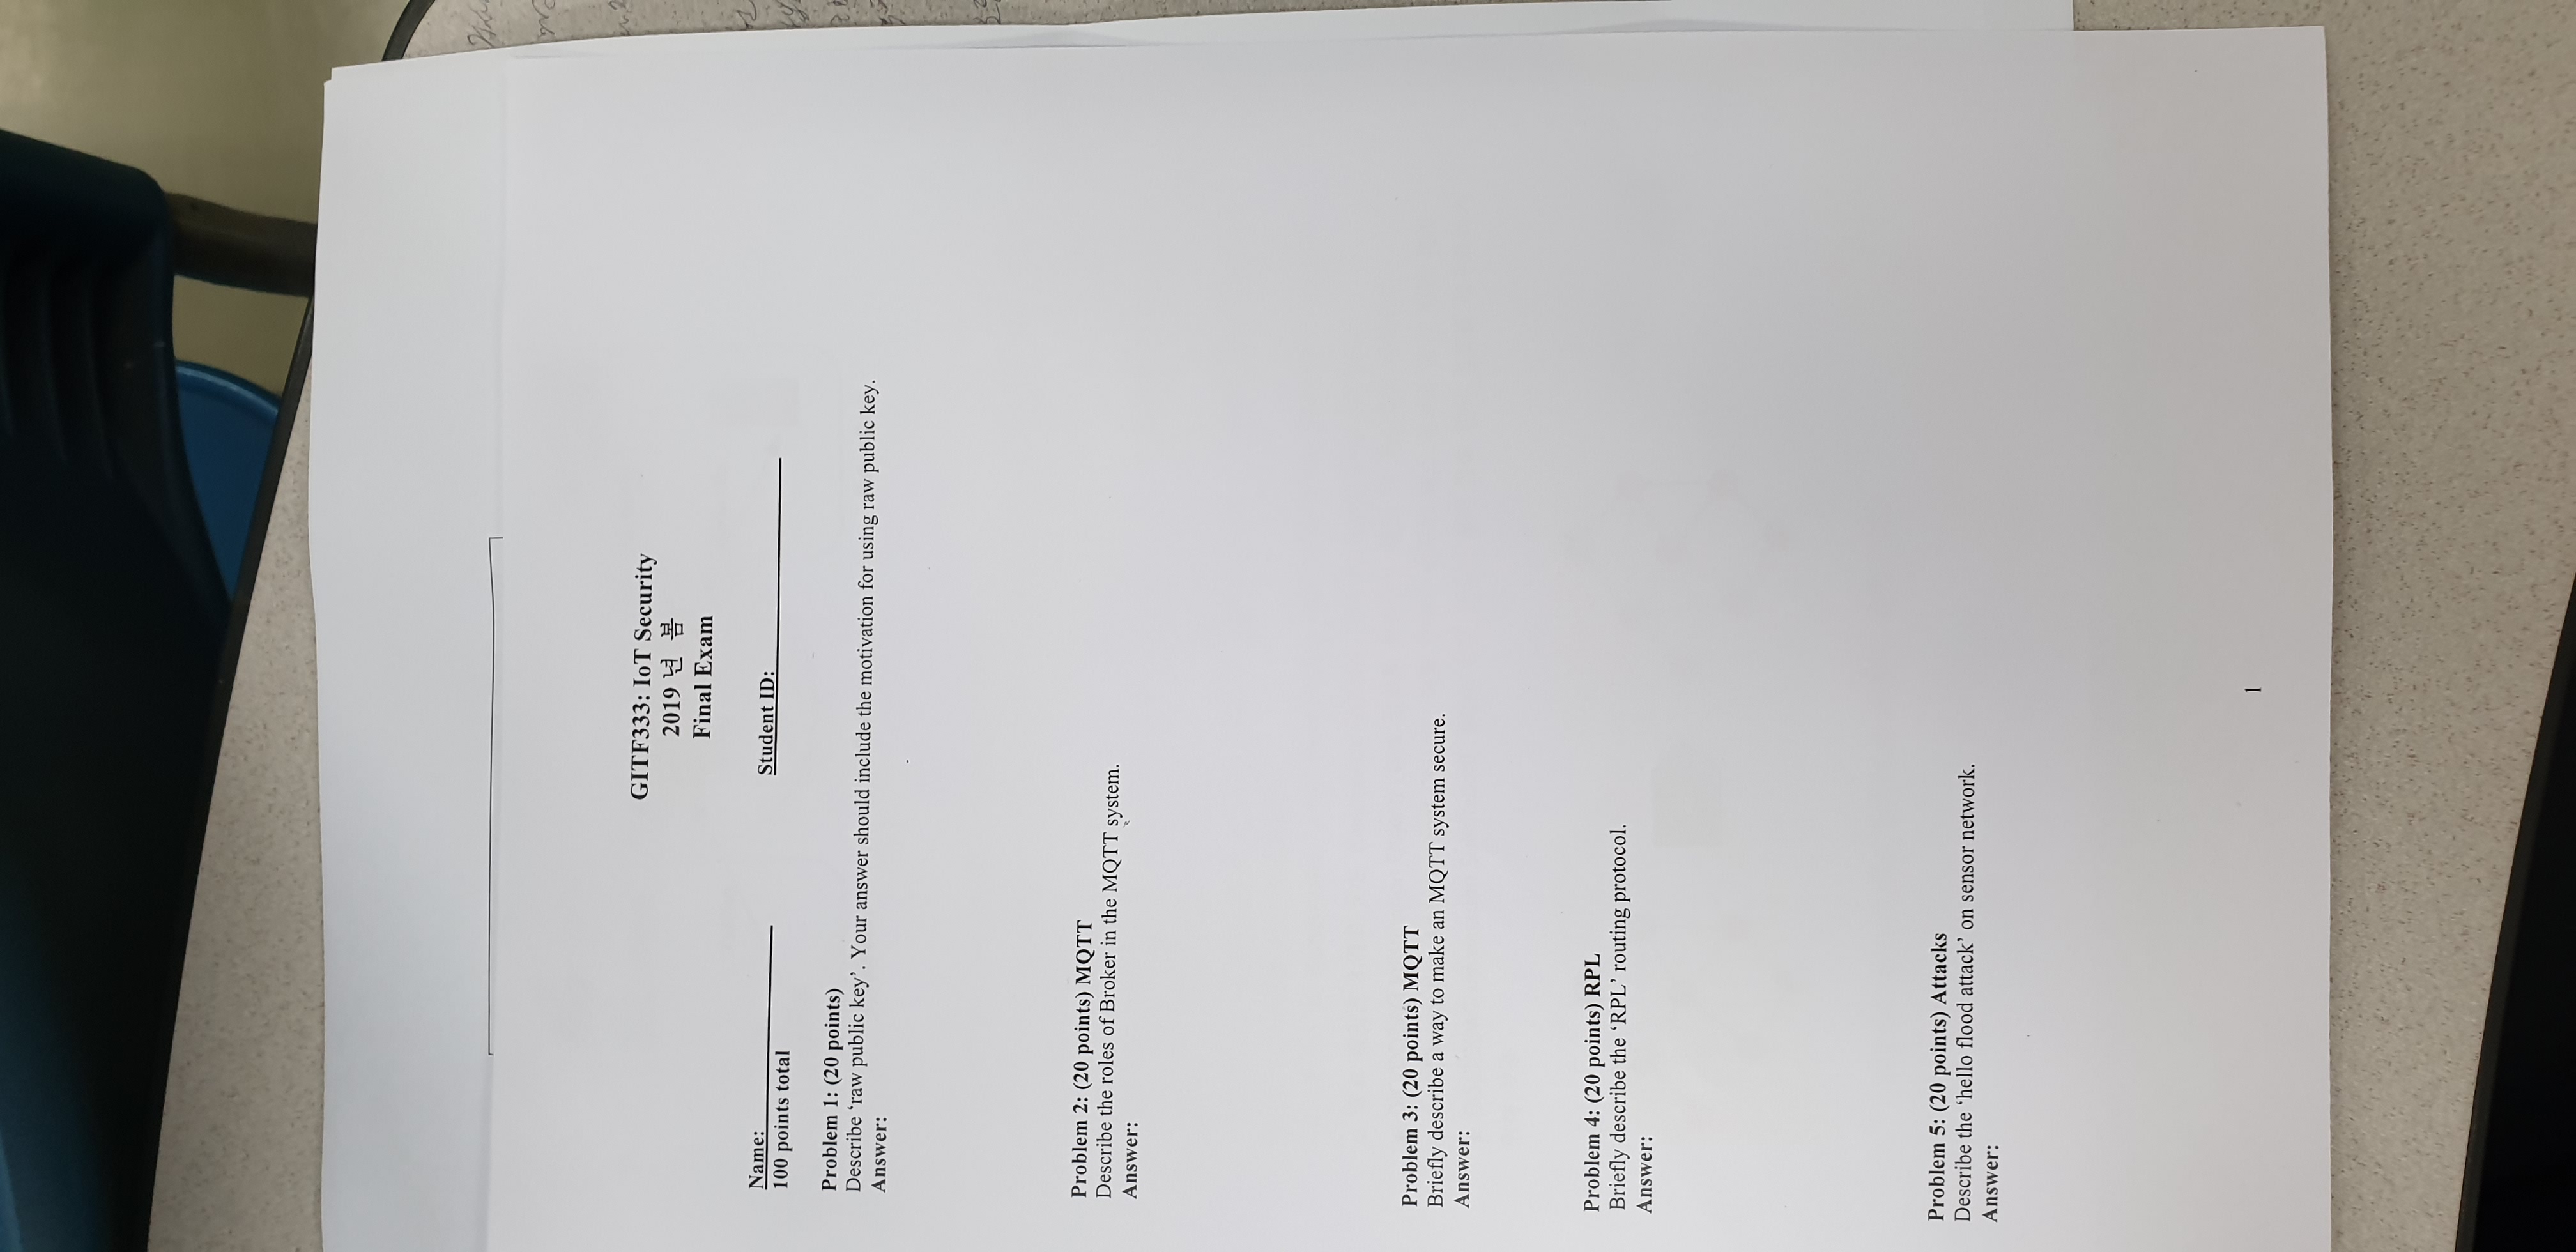 GITF333: IoT Security
2019 년 봄
Final Exam
Name:
Student ID:
100 points total
Problem 1: (20 points)
Describe ‘raw public key’. Your answer should include the motivation for using raw public key.
Answer:
Problem 2: (20 points) MQTT
Describe the roles of Broker in the MQTT system.
Answer:
Problem 3: (20 points) MQTT
Briefly describe a way to make an MQTT system secure.
Answer:
Problem 4: (20 points) RPL
Briefly describe the ‘RPL’ routing protocol.
Answer:
Problem 5: (20 points) Attacks
Describe the ‘hello flood attack’ on sensor network.
Answer:
1